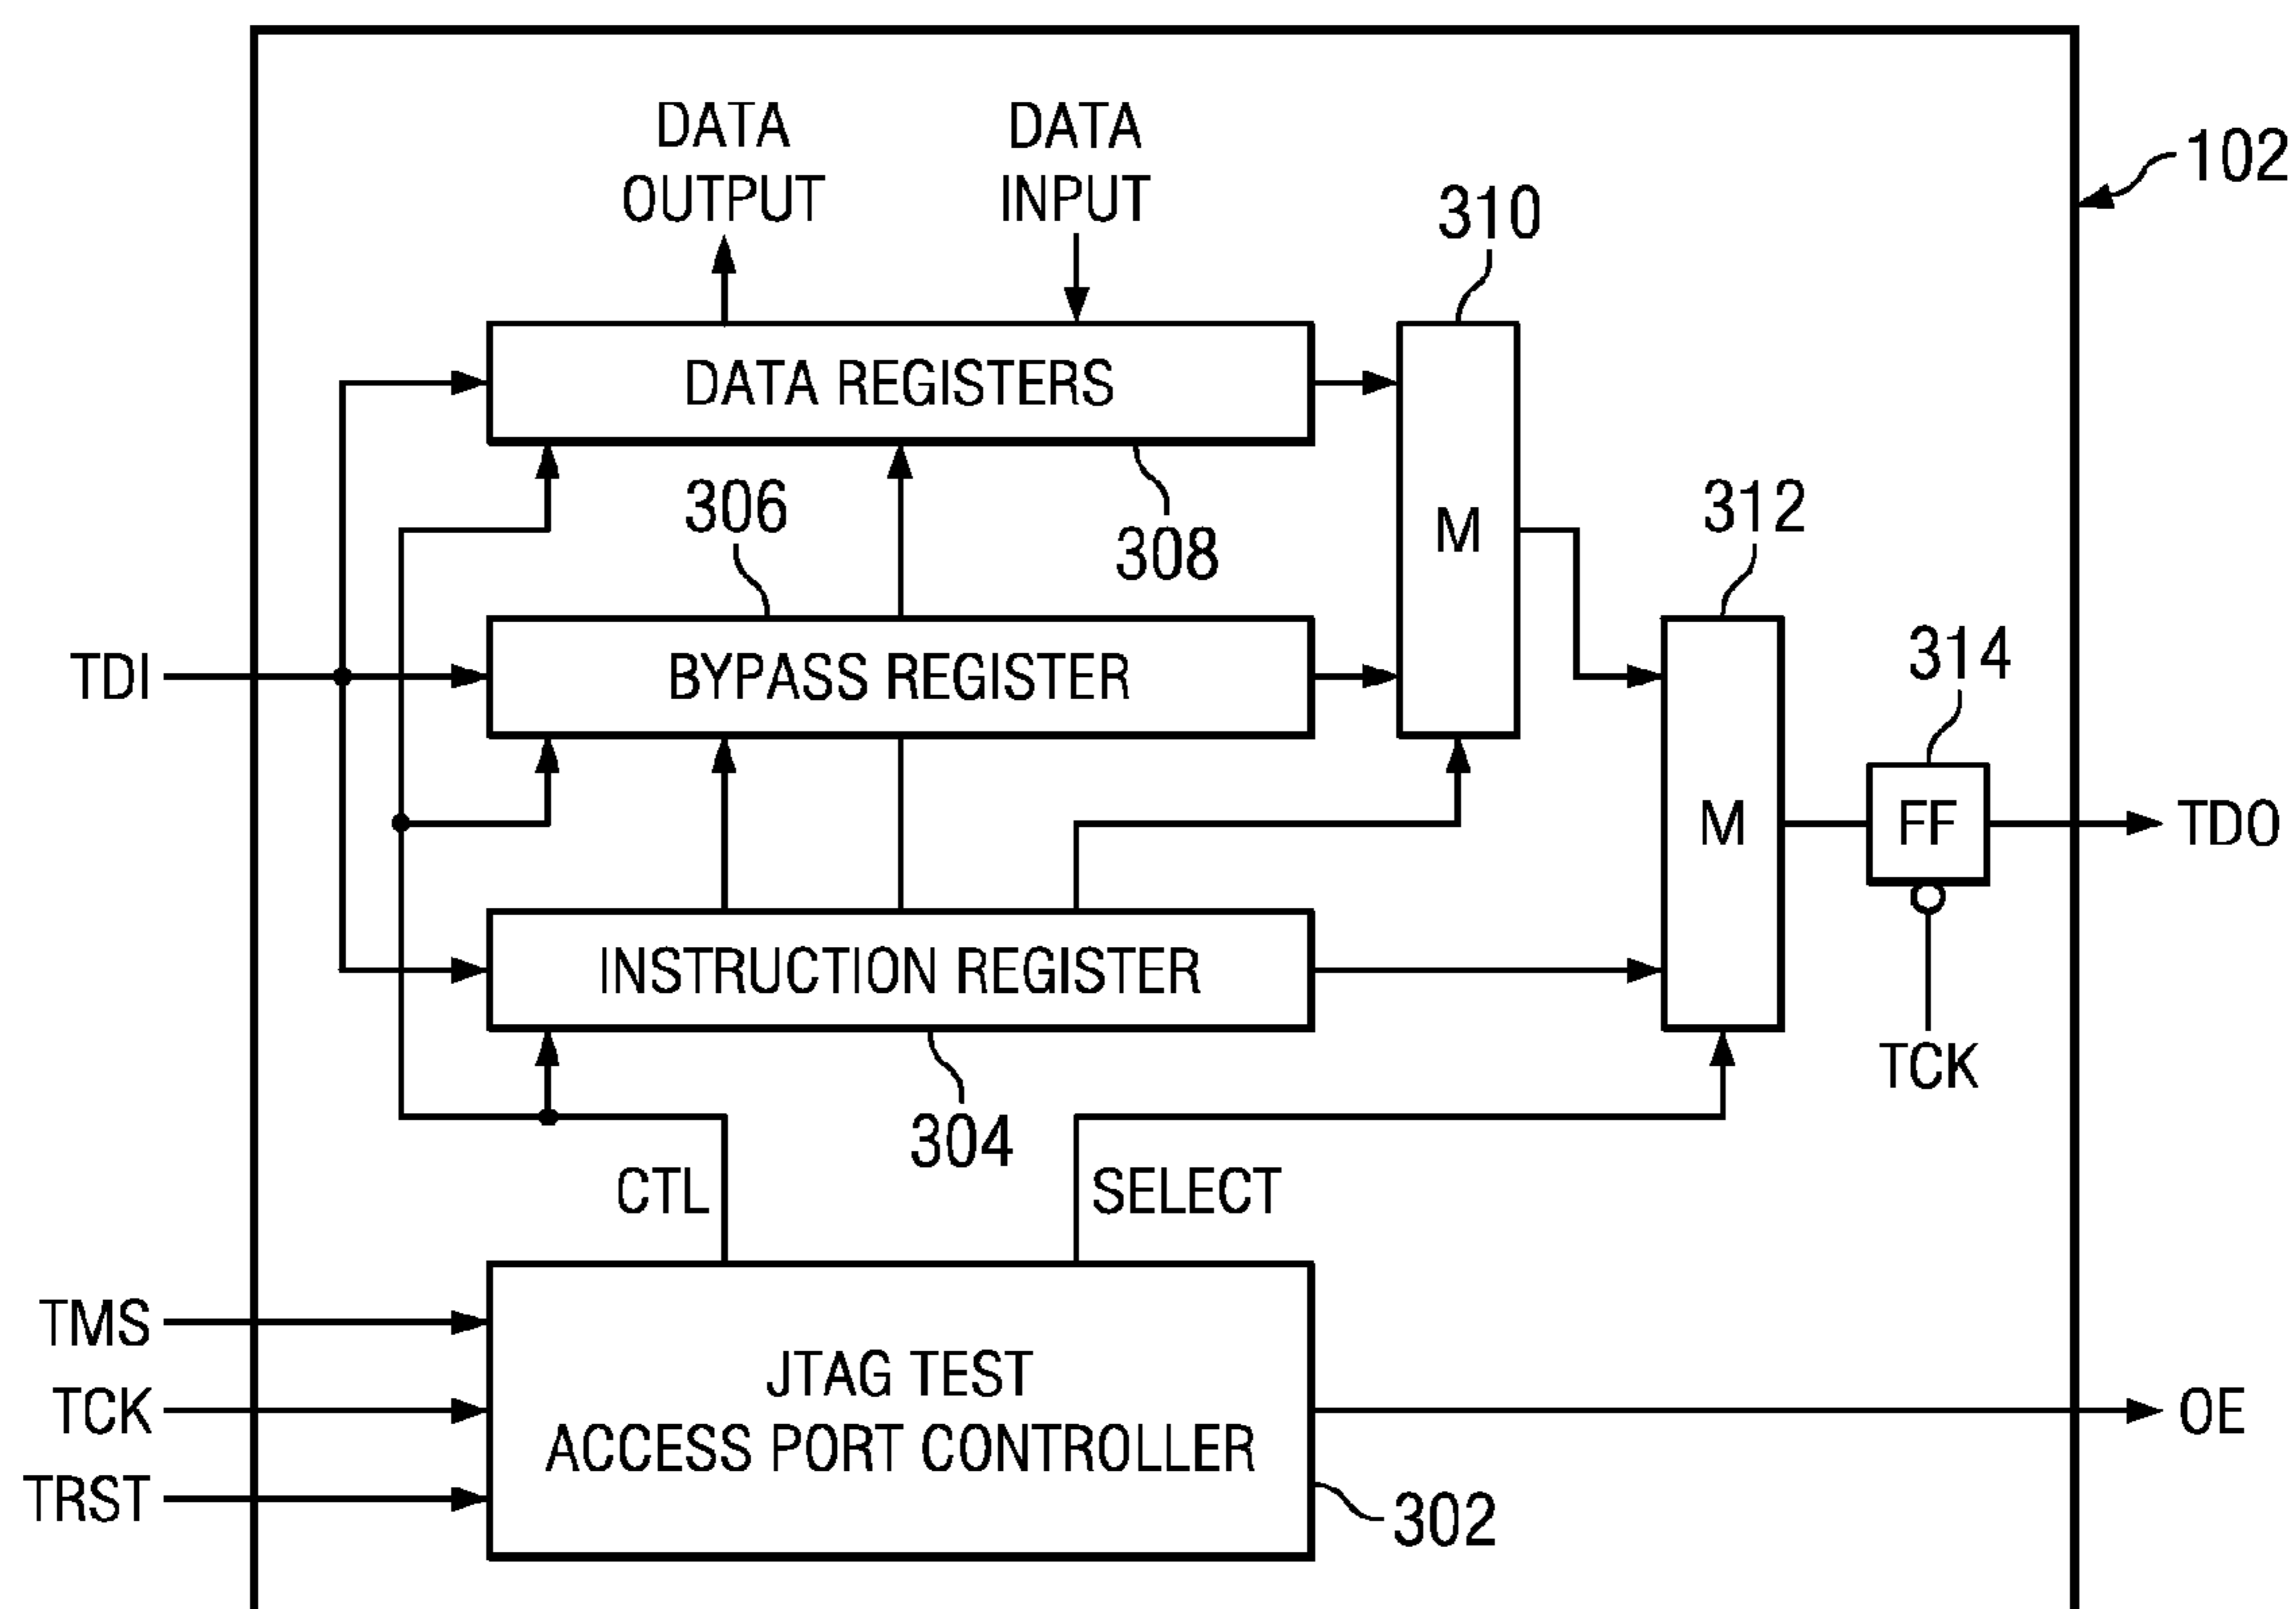 DATA
OUTPUT
DATA
INPUT
310
102
DATA REGISTERS
306
308
M
312
TDI
BYPASS REGISTER
314
M
FF
TDO
INSTRUCTION REGISTER
TCK
304
CTL
SELECT
TMS
TCK
TRST
JTAG TEST
ACCESS PORT CONTROLLER
OE
302